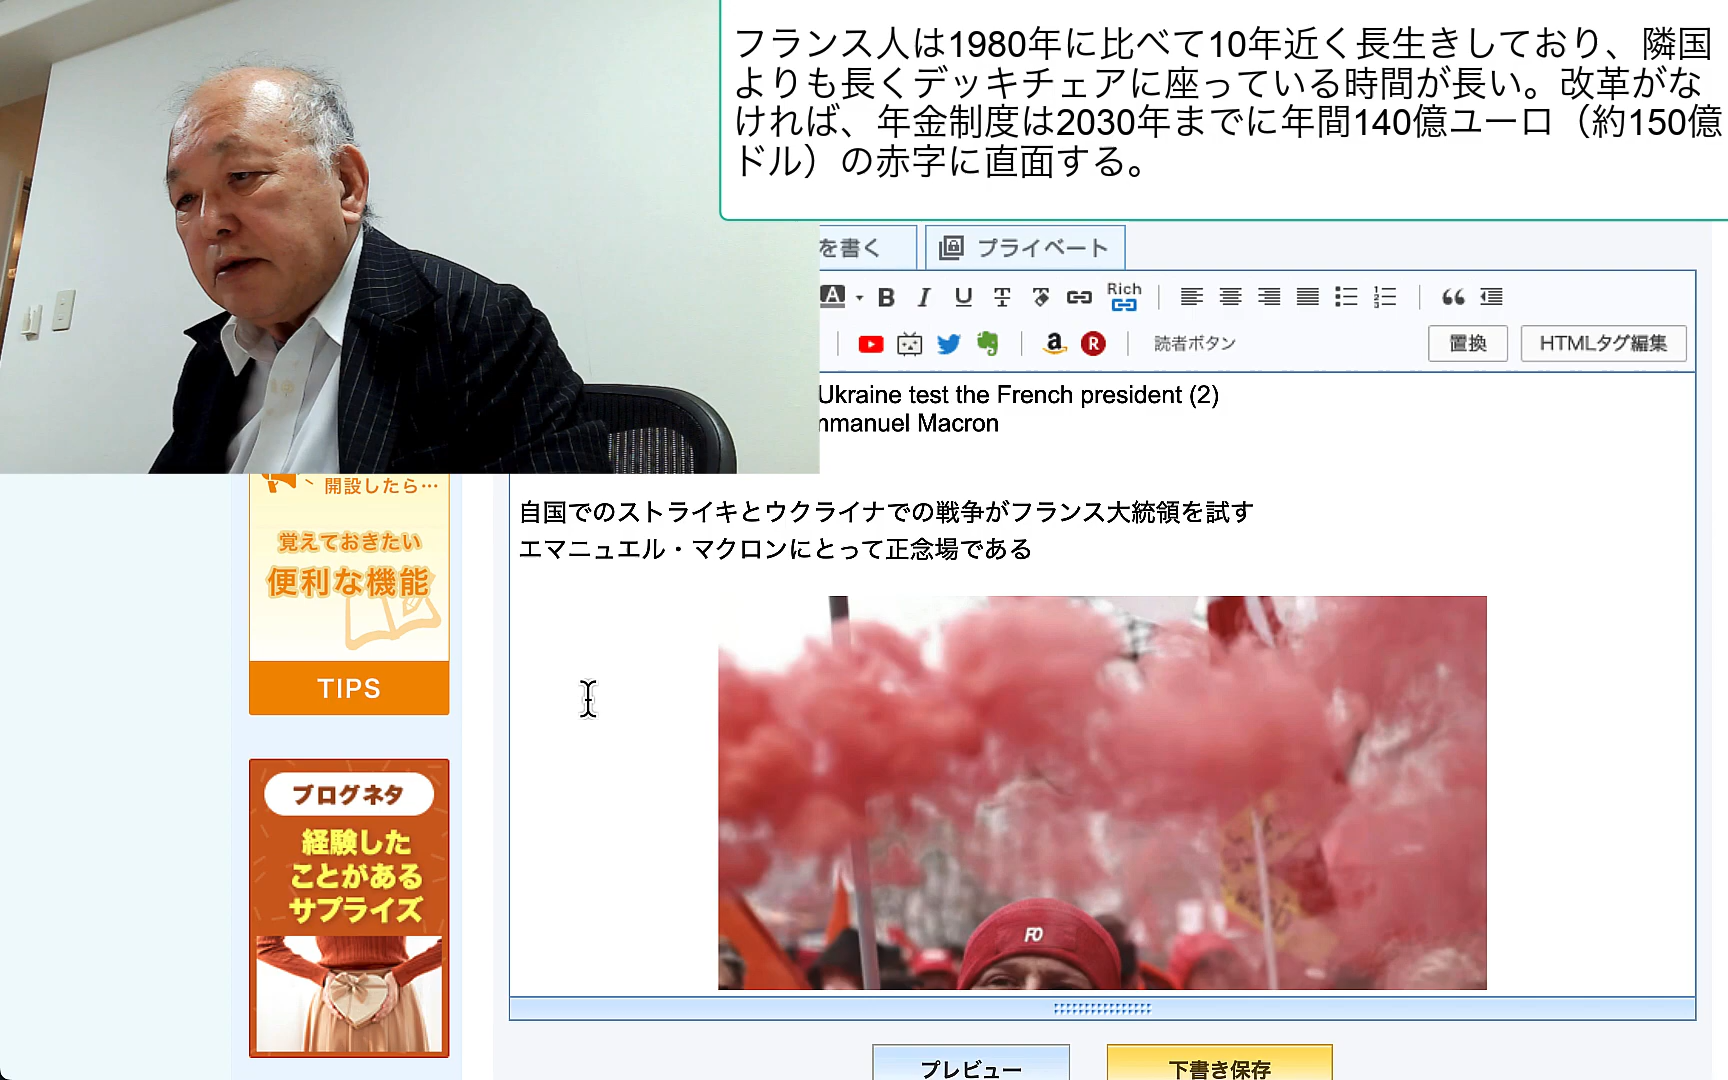 フランス人は1980年に比べて10年近く長生きしており、隣国
よりも長くデッキチェアに座っている時間が長い。改革がな
ければ、年金制度は2030年までに年間140億ユーロ（約150億
ドル）の赤字に直面する。
を書く
プライベート
A B I U T Rich
a R 読者ボタン 置換 HTMLタグ編集
Ukraine test the French president (2)
Emmanuel Macron
自国でのストライキとウクライナでの戦争がフランス大統領を試す
エマニュエル・マクロンにとって正念場である
FO
開設したら…
覚えておきたい
便利な機能
TIPS
ブログネタ
経験した
ことがある
サプライズ
プレビュー
下書き保存